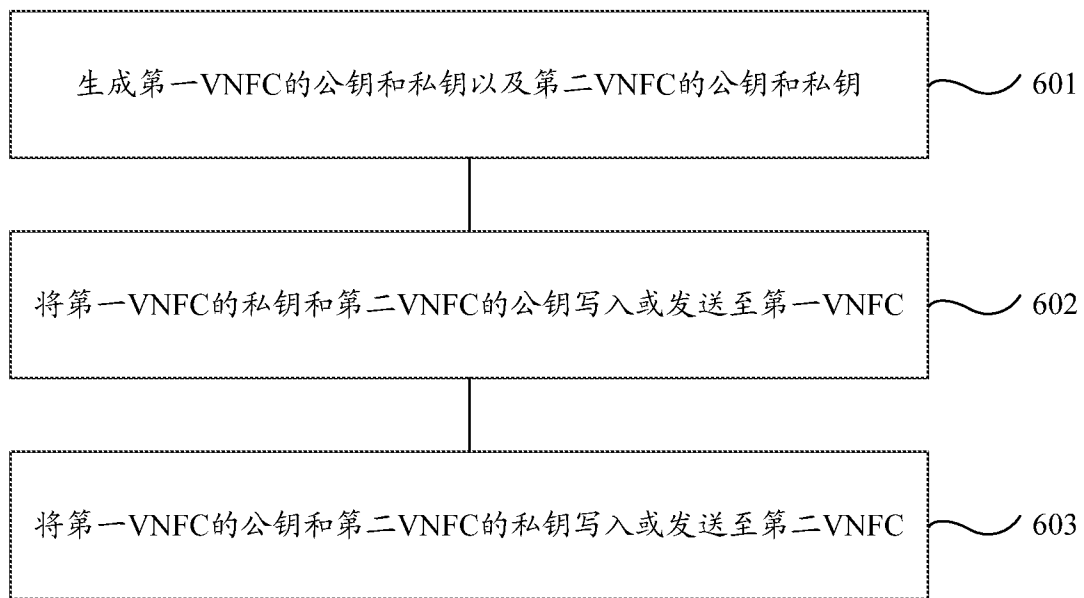 生成第一VNFC的公钥和私钥以及第二VNFC的公钥和私钥
601
将第一VNFC的私钥和第二VNFC的公钥写入或发送至第一VNFC
602
将第一VNFC的公钥和第二VNFC的私钥写入或发送至第二VNFC
603